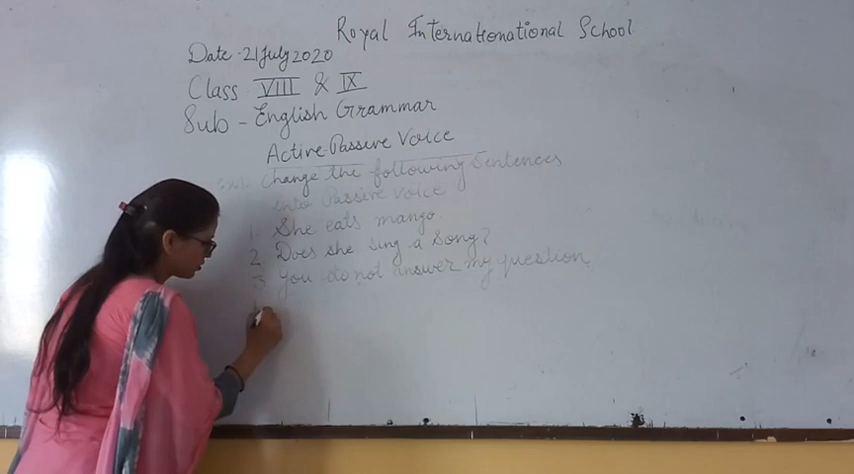 Royal Internationational School
Date - 21 July 2020
Class VIII & IX
Sub - English Grammar
Active-Passive Voice
Change the following Sentences
into Passive Voice
1. She eats mango
2 Does she sing a song?
3 you do not answer my question